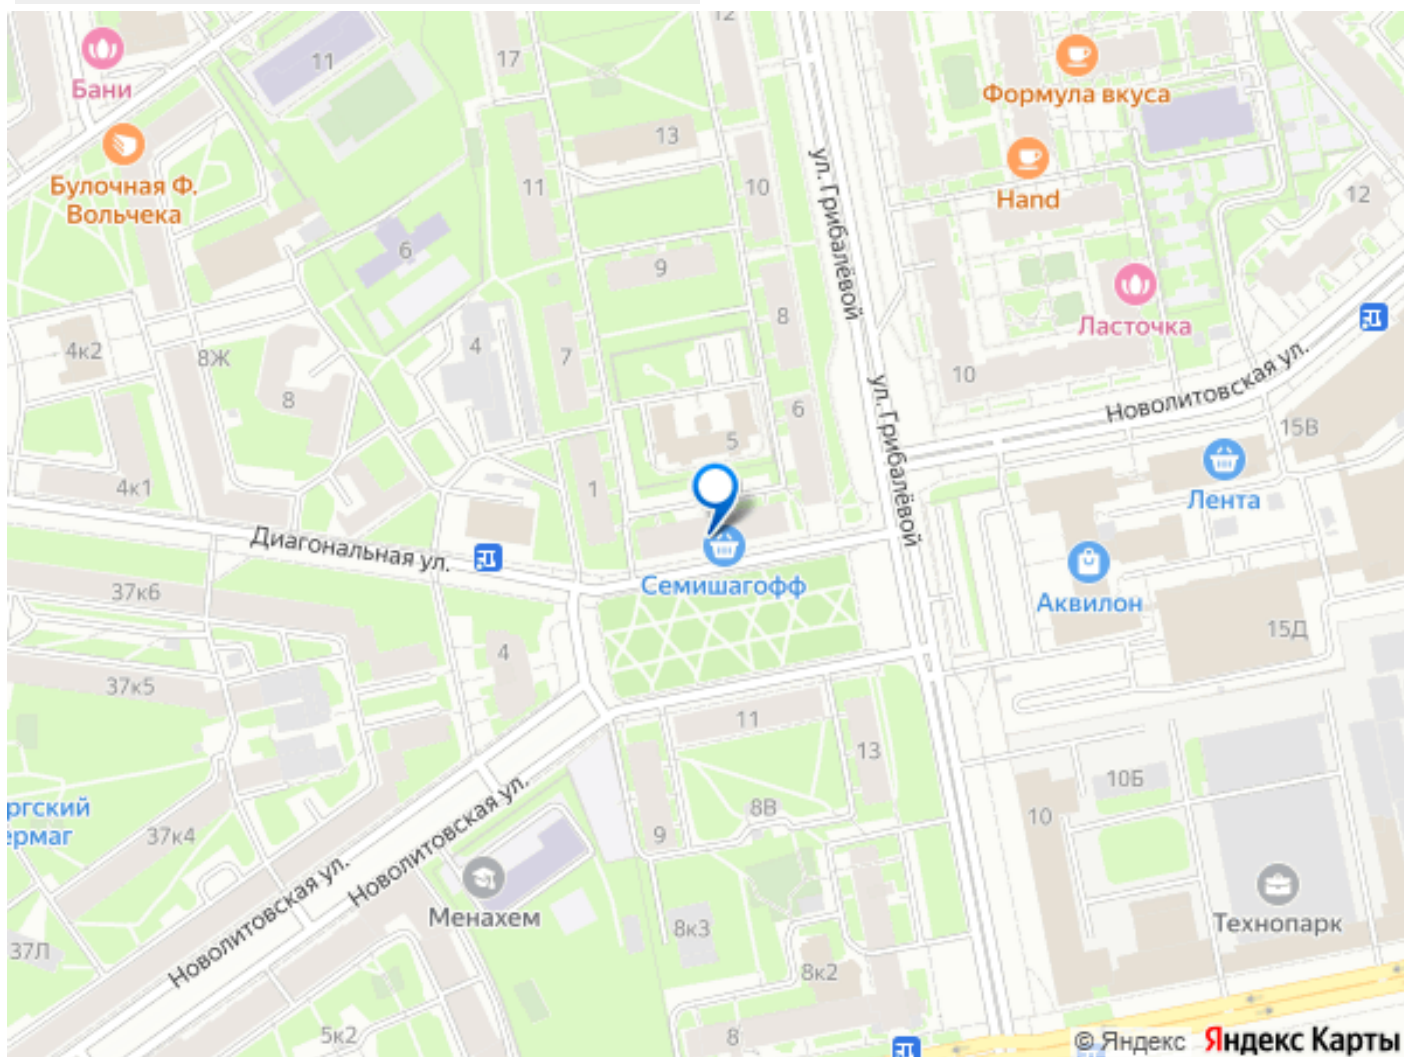 12
11
17
Бани
Формула вкуса
13
Булочная Ф.
Вольчека
11
10
Hand
12
ул. Грибалёвой
6
9
8
Ласточка
4к2
8Ж
4
7
10
Новолитовская ул.
8
6
ул. Грибалёвой
5
15В
4к1
1
Лента
Диагональная ул.
Семишагофф
Аквилон
37к6
15Д
4
37к5
11
13
10Б
ргский
ермаг
37к4
Новолитовская ул.
Новолитовская ул.
9
8В
10
Менахем
8к3
Технопарк
37Л
8к2
5к2
8
© Яндекс Яндекс Карты